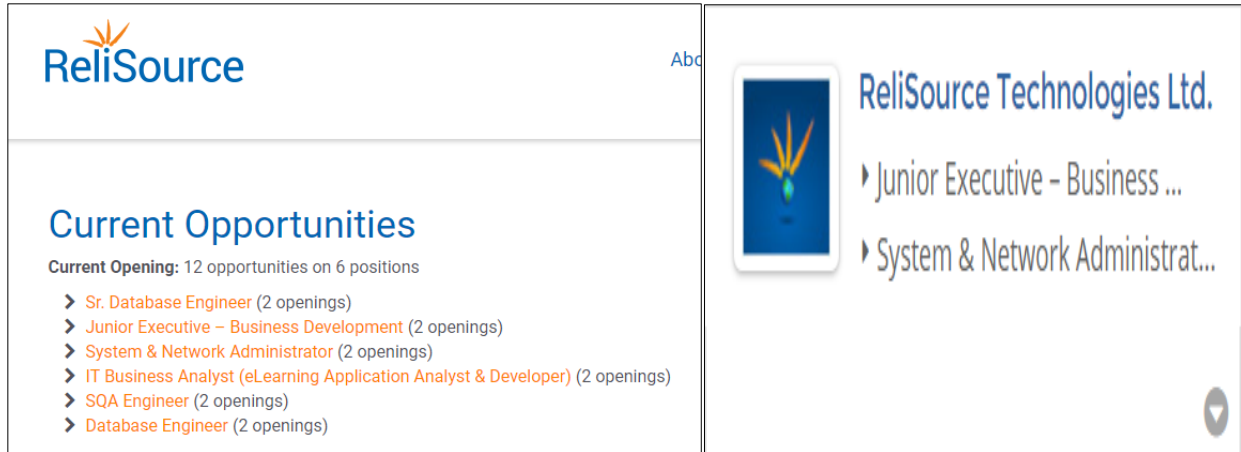 ReliSource
Abo
Current Opportunities
Current Opening: 12 opportunities on 6 positions
Sr. Database Engineer (2 openings)
Junior Executive – Business Development (2 openings)
System & Network Administrator (2 openings)
IT Business Analyst (eLearning Application Analyst & Developer) (2 openings)
SQA Engineer (2 openings)
Database Engineer (2 openings)
ReliSource Technologies Ltd.
Junior Executive – Business ...
System & Network Administrat...